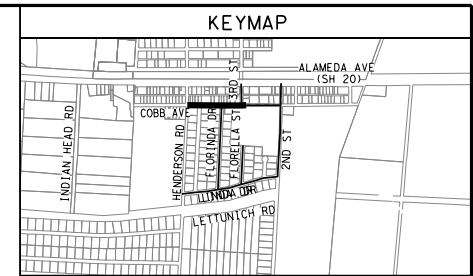 KEYMAP
ALAMEDA AVE
(SH 20)
3RD ST
COBB AVE
INDIAN HEAD RD
HENDERSON RD
FLORINDA DR
FLORELLA ST
2ND ST
LINDA DR
LETTUNICH RD